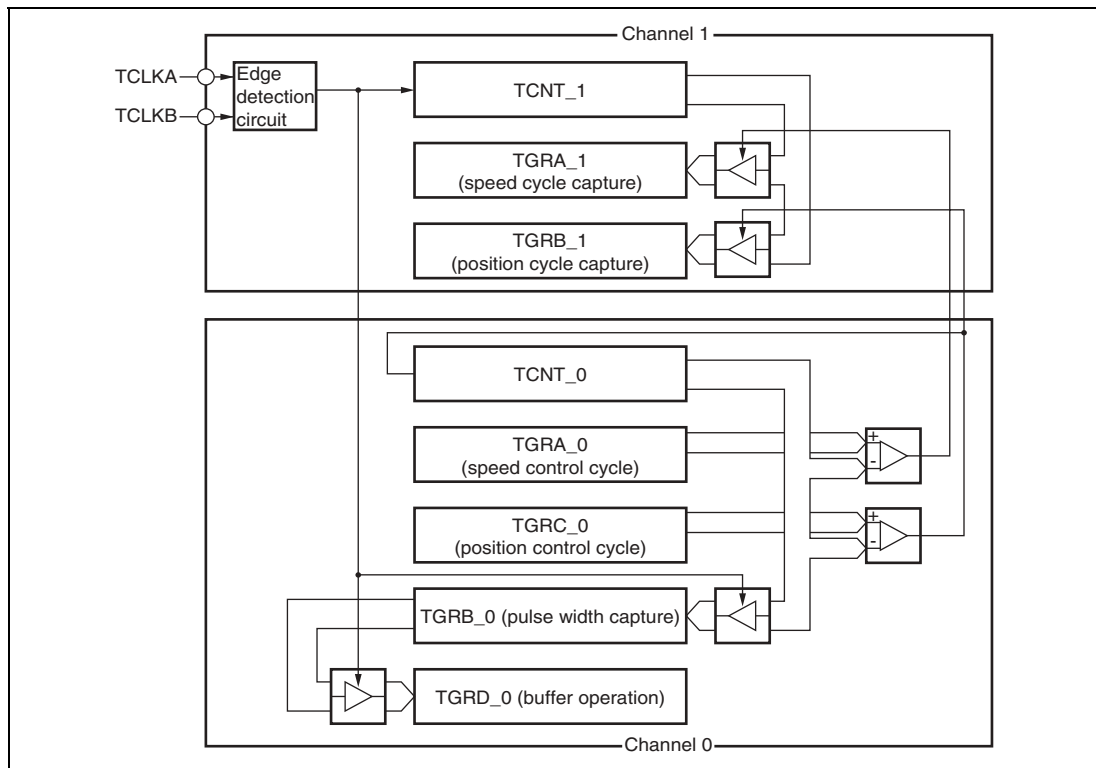 Channel 1
TCLKA
TCLKB
Edge
detection
circuit
TCNT_1
TGRA_1
(speed cycle capture)
TGRB_1
(position cycle capture)
TCNT_0
TGRA_0
(speed control cycle)
+
-
TGRC_0
(position control cycle)
+
-
TGRB_0 (pulse width capture)
TGRD_0 (buffer operation)
Channel 0